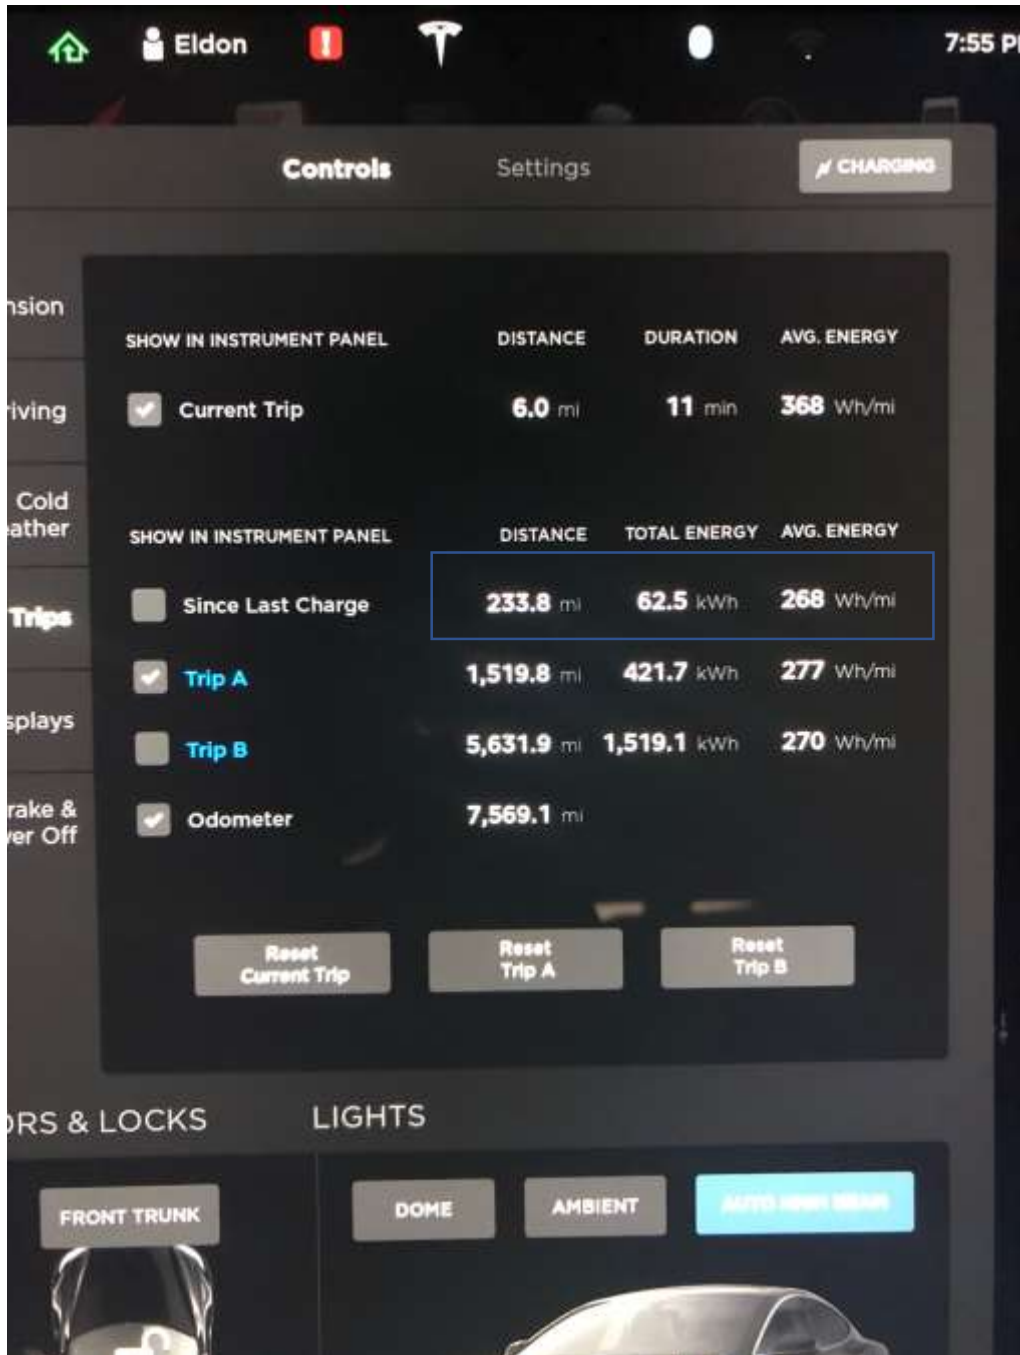 Eldon
7:55 P
Controls Settings CHARGING
nsion
SHOW IN INSTRUMENT PANEL DISTANCE DURATION AVG. ENERGY
riving
Current Trip 6.0 mi 11 min 368 Wh/mi
Cold
eather
SHOW IN INSTRUMENT PANEL DISTANCE TOTAL ENERGY AVG. ENERGY
Since Last Charge 233.8 mi 62.5 kWh 268 Wh/mi
Trips
Trip A 1,519.8 mi 421.7 kWh 277 Wh/mi
splays
Trip B 5,631.9 mi 1,519.1 kWh 270 Wh/mi
rake &
er Off
Odometer 7,569.1 mi
Reset
Current Trip
Reset
Trip A
Reset
Trip B
ORS & LOCKS LIGHTS
FRONT TRUNK DOME AMBIENT AUTO HIGH BEAM